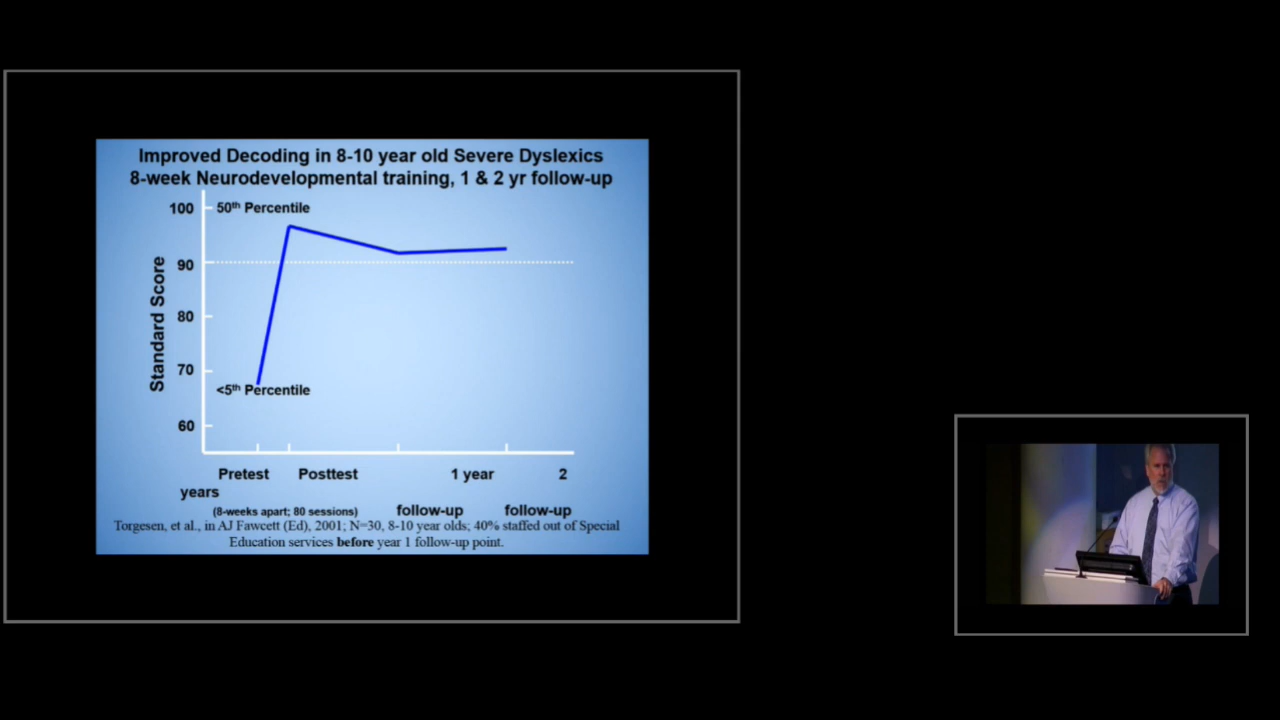 Improved Decoding in 8-10 year old Severe Dyslexics
8-week Neurodevelopmental training, 1 & 2 yr follow-up
100
50th Percentile
90
80
70
<5th Percentile
60
Standard Score
Pretest Posttest 1 year 2
years
(8-weeks apart; 80 sessions) follow-up follow-up
Torgesen, et al., in AJ Fawcett (Ed), 2001; N=30, 8-10 year olds; 40% staffed out of Special
Education services before year 1 follow-up point.